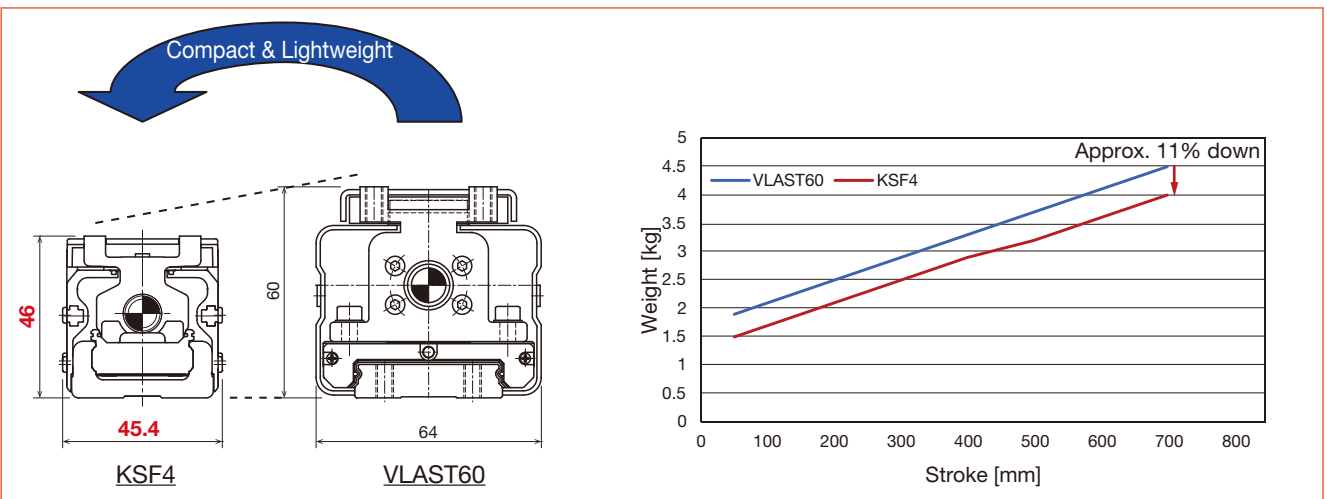 Compact & Lightweight
46
45.4
KSF4
60
64
VLAST60
Approx. 11% down
VLAST60
KSF4
Weight [kg]
5
4.5
4
3.5
3
2.5
2
1.5
1
0.5
0
0 100 200 300 400 500 600 700 800
Stroke [mm]